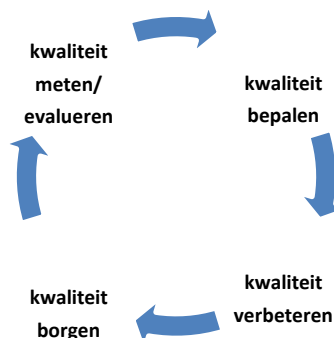 kwaliteit
meten/
evalueren
kwaliteit
bepalen
kwaliteit
verbeteren
kwaliteit
borgen